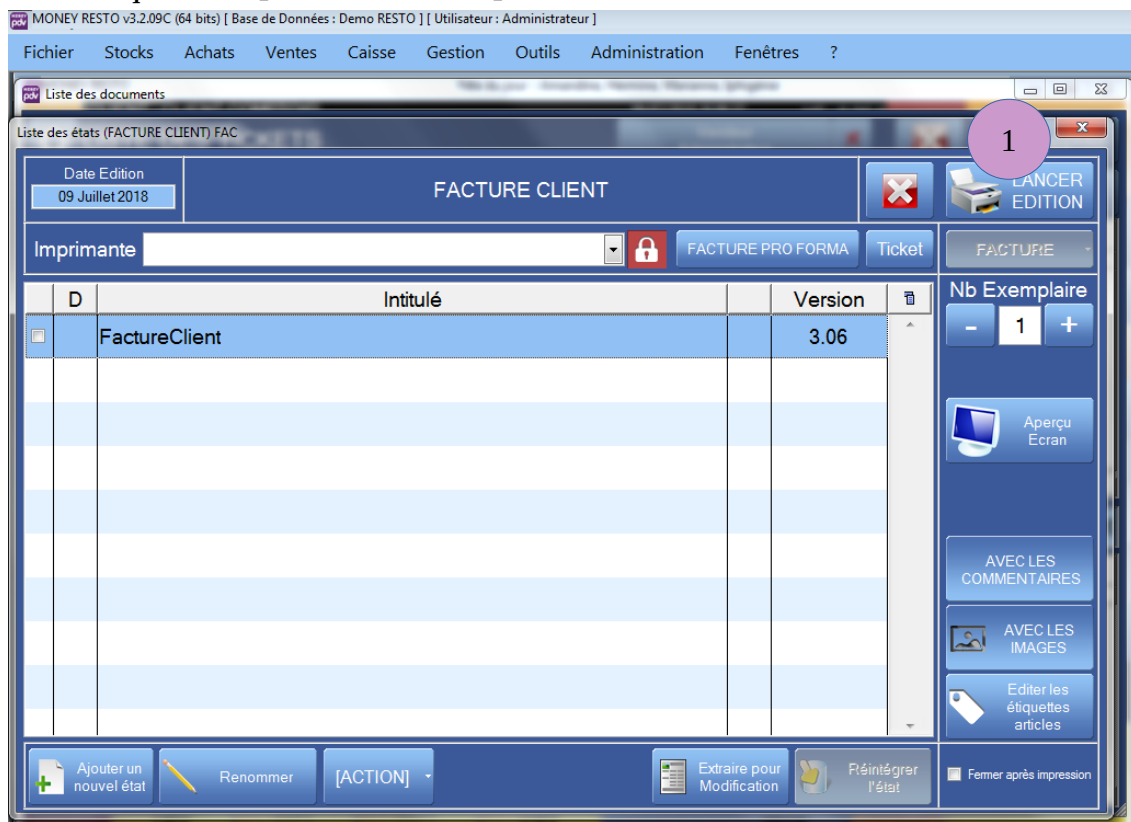 MONEY RESTO v3.2.09C (64 bits) [ Base de Données : Demo RESTO ] [ Utilisateur : Administrateur ]
Fichier Stocks Achats Ventes Caisse Gestion Outils Administration Fenêtres ?
Liste des documents
Liste des états (FACTURE CLIENT) FAC
1
Date Edition
09 Juillet 2018
FACTURE CLIENT
LANCER
EDITION
Imprimante
FACTURE PRO FORMA
Ticket
FACTURE
D Intitulé Version
FactureClient 3.06
Nb Exemplaire
- 1 +
Aperçu
Ecran
AVEC LES
COMMENTAIRES
AVEC LES
IMAGES
Editer les
étiquettes
articles
Ajouter un
nouvel état
Renommer
[ACTION]
Extraire pour
Modification
Réintégrer
l'état
Fermer après impression